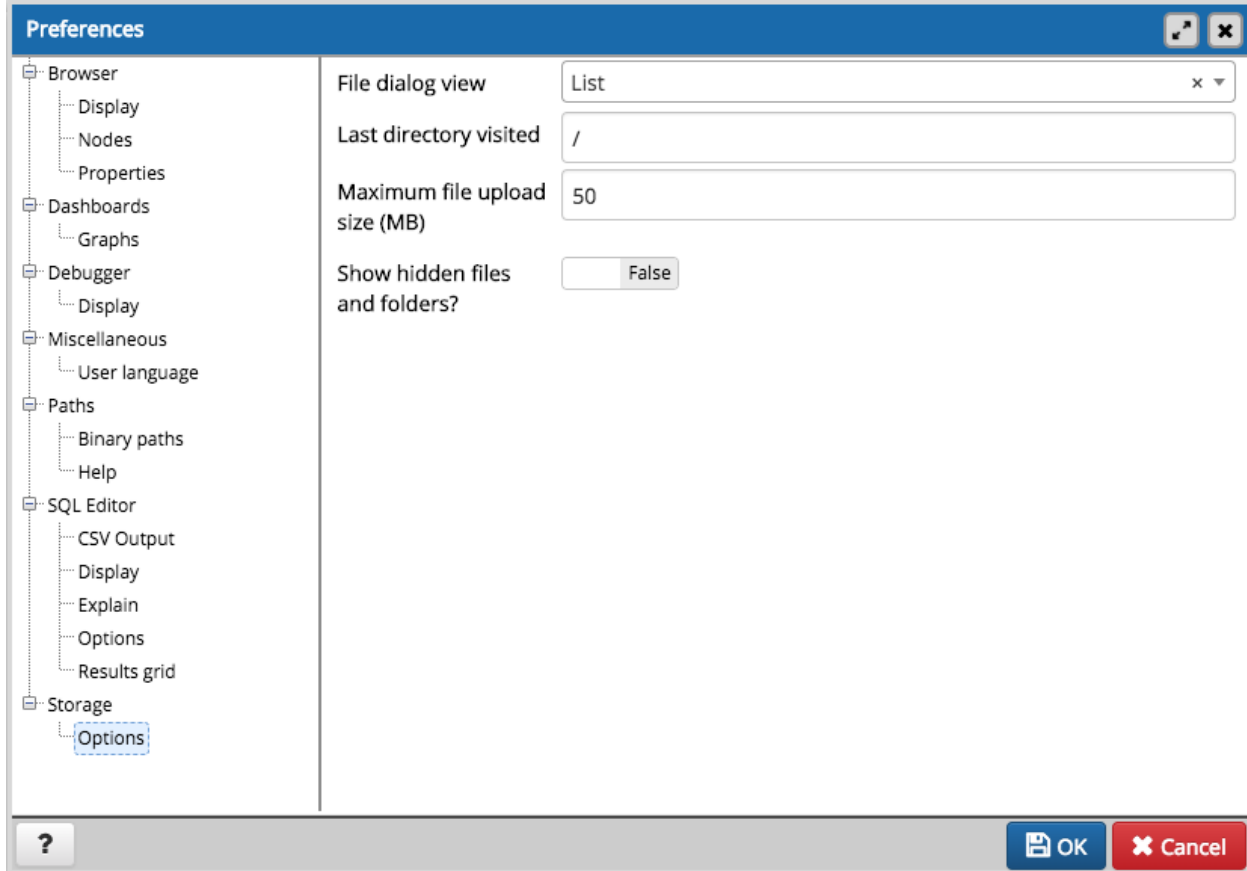 Preferences
Browser
Display
Nodes
Properties
Dashboards
Graphs
Debugger
Display
Miscellaneous
User language
Paths
Binary paths
Help
SQL Editor
CSV Output
Display
Explain
Options
Results grid
Storage
Options
File dialog view
List
Last directory visited
/
Maximum file upload
size (MB)
50
Show hidden files
and folders?
False
?
OK
Cancel